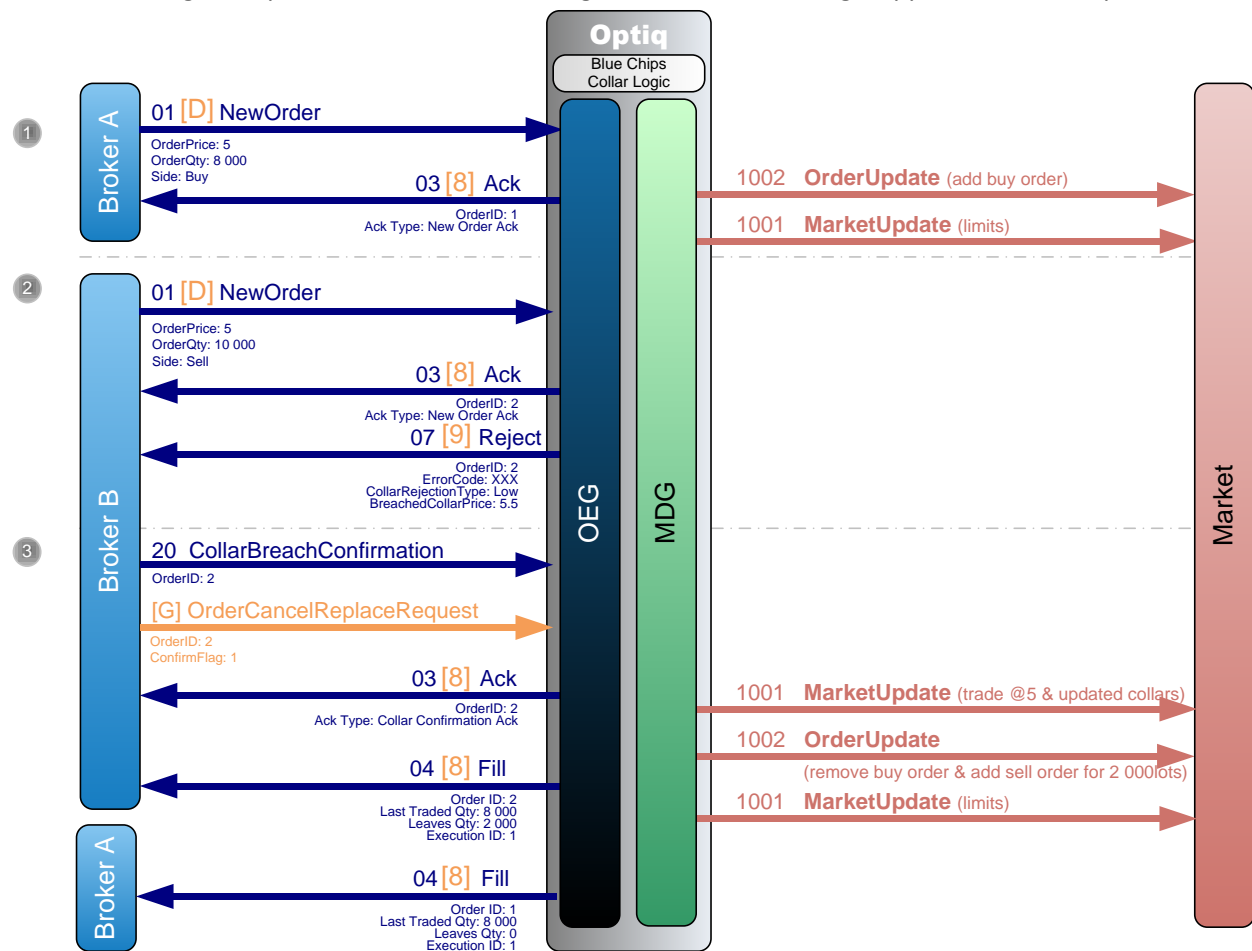 Optiq
Blue Chips
Collar Logic
OEG
MDG
Market
1
Broker A
01 [D] NewOrder
OrderPrice: 5
OrderQty: 8 000
Side: Buy
03 [8] Ack
OrderID: 1
Ack Type: New Order Ack
1002 OrderUpdate (add buy order)
1001 MarketUpdate (limits)
2
Broker B
01 [D] NewOrder
OrderPrice: 5
OrderQty: 10 000
Side: Sell
03 [8] Ack
OrderID: 2
Ack Type: New Order Ack
07 [9] Reject
OrderID: 2
ErrorCode: XXX
CollarRejectionType: Low
BreachedCollarPrice: 5.5
3
20 CollarBreachConfirmation
OrderID: 2
[G] OrderCancelReplaceRequest
OrderID: 2
ConfirmFlag: 1
03 [8] Ack
OrderID: 2
Ack Type: Collar Confirmation Ack
1001 MarketUpdate (trade @5 & updated collars)
1002 OrderUpdate
(remove buy order & add sell order for 2 000lots)
1001 MarketUpdate (limits)
04 [8] Fill
Order ID: 2
Last Traded Qty: 8 000
Leaves Qty: 2 000
Execution ID: 1
Broker A
04 [8] Fill
Order ID: 1
Last Traded Qty: 8 000
Leaves Qty: 0
Execution ID: 1